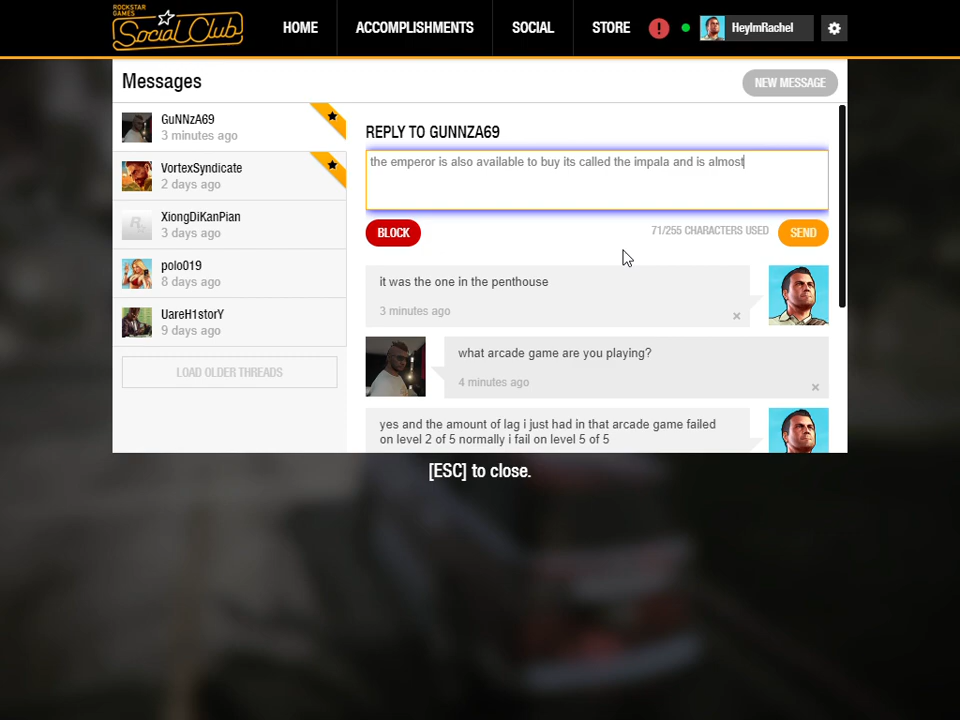 ROCKSTAR
GAMES
Social Club
HOME
ACCOMPLISHMENTS
SOCIAL
STORE
!
HeyImRachel
Messages
NEW MESSAGE
GuNNzA69
3 minutes ago
VortexSyndicate
2 days ago
XiongDiKanPian
3 days ago
polo019
8 days ago
UareH1storY
9 days ago
LOAD OLDER THREADS
REPLY TO GUNNZA69
the emperor is also available to buy its called the impala and is almost
BLOCK
71/255 CHARACTERS USED
SEND
it was the one in the penthouse
3 minutes ago
what arcade game are you playing?
4 minutes ago
yes and the amount of lag i just had in that arcade game failed
on level 2 of 5 normally i fail on level 5 of 5
[ESC] to close.